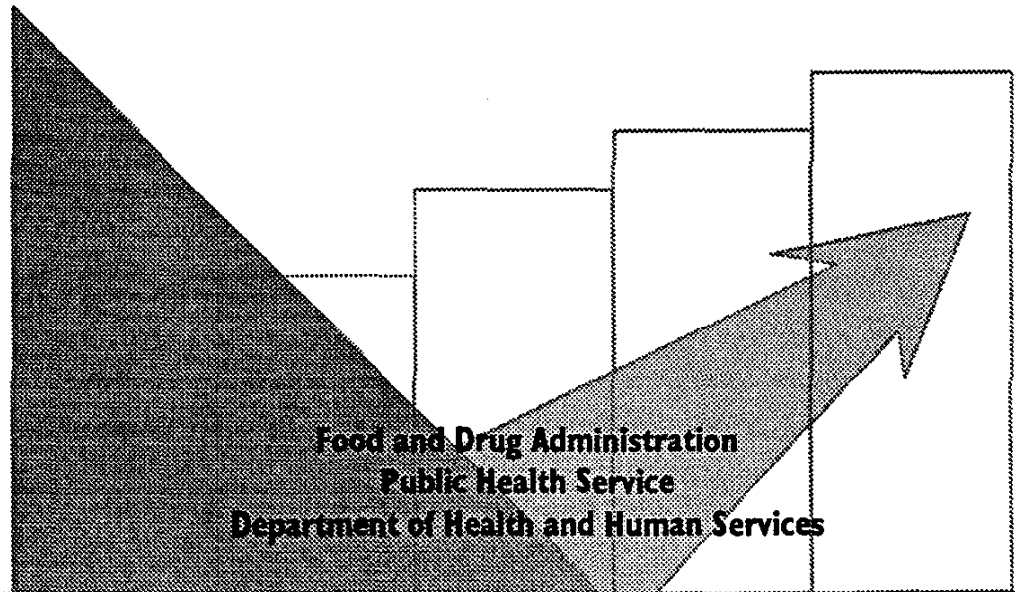 Food and Drug Administration
Public Health Service
Department of Health and Human Services